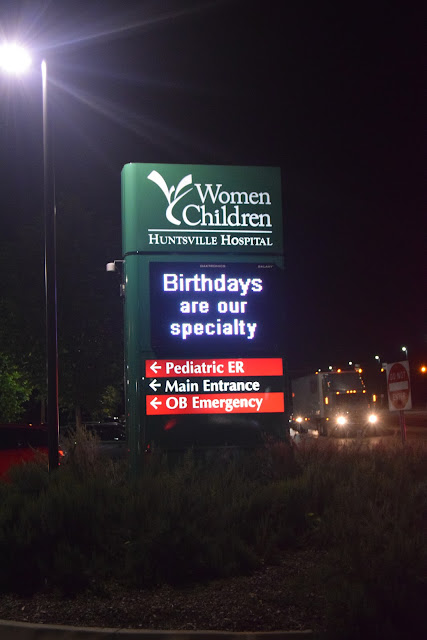 Women
Children
Huntsville Hospital
Birthdays
are our
specialty
← Pediatric ER
← Main Entrance
← OB Emergency